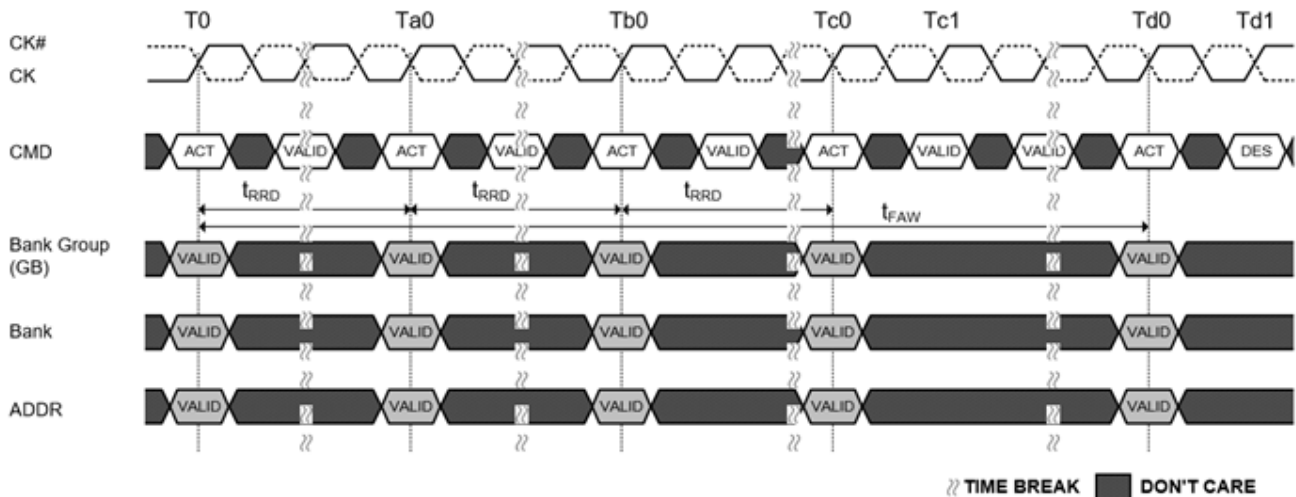 T0 Ta0 Tb0 Tc0 Tc1 Td0 Td1
CK#
CK
CMD ACT VALID ACT VALID ACT VALID ACT VALID VALID ACT DES
tRRD tRRD tRRD
tFAW
Bank Group
(GB)
VALID VALID VALID VALID VALID
Bank VALID VALID VALID VALID VALID
ADDR VALID VALID VALID VALID VALID
TIME BREAK DON'T CARE